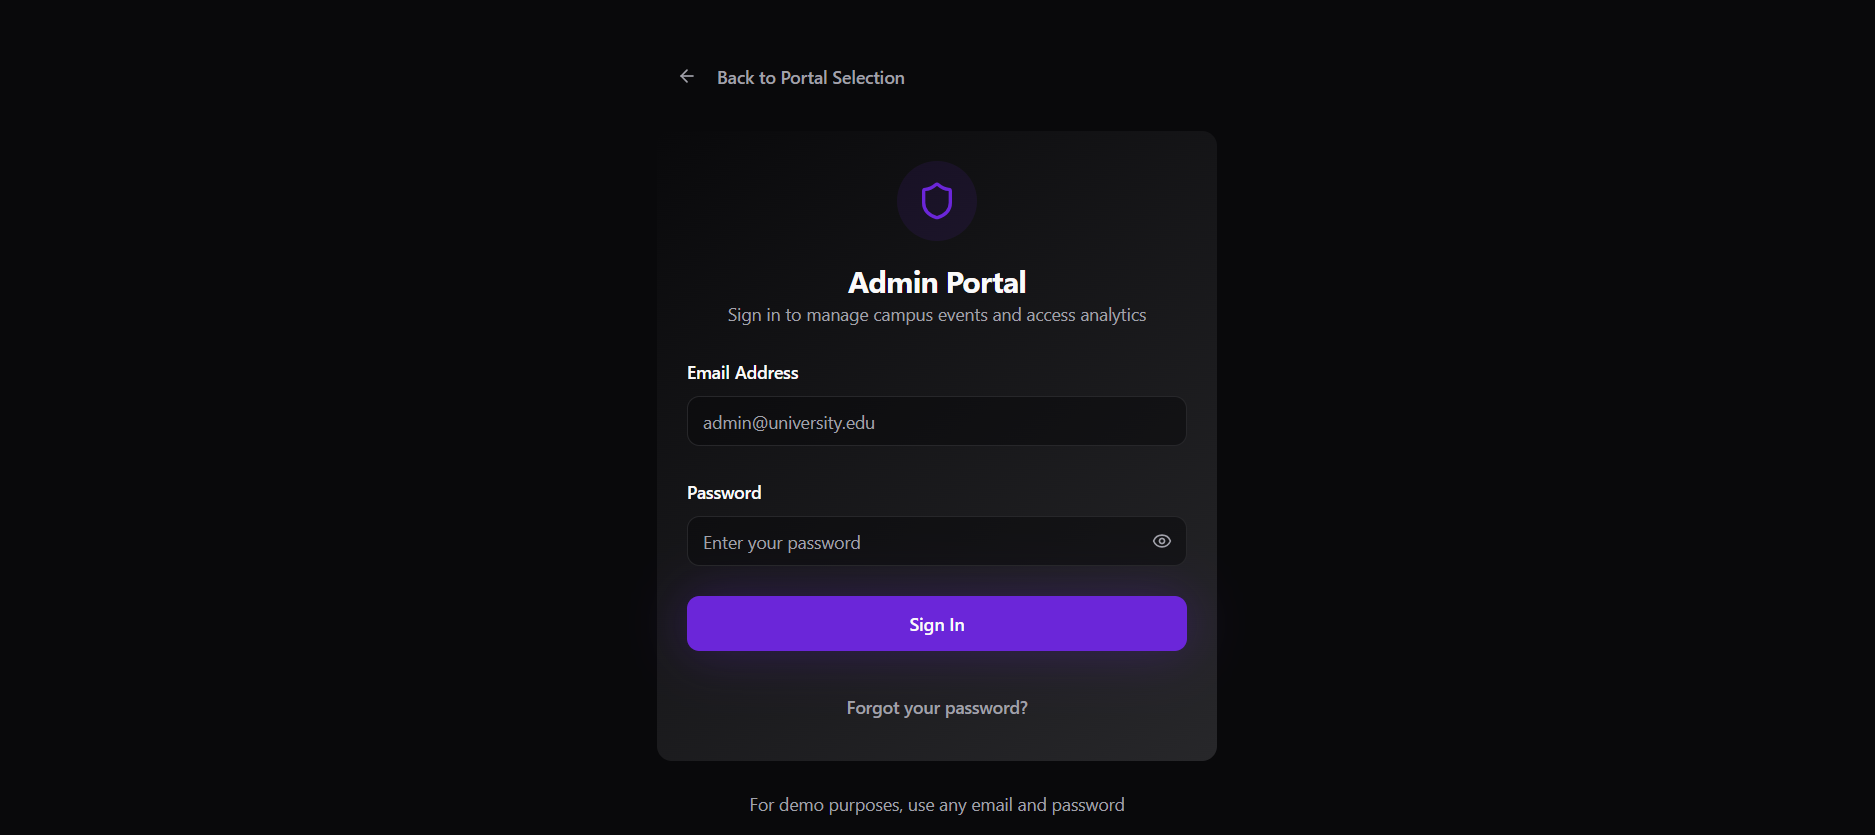 Back to Portal Selection
Admin Portal
Sign in to manage campus events and access analytics
Email Address
admin@university.edu
Password
Enter your password
Sign In
Forgot your password?
For demo purposes, use any email and password